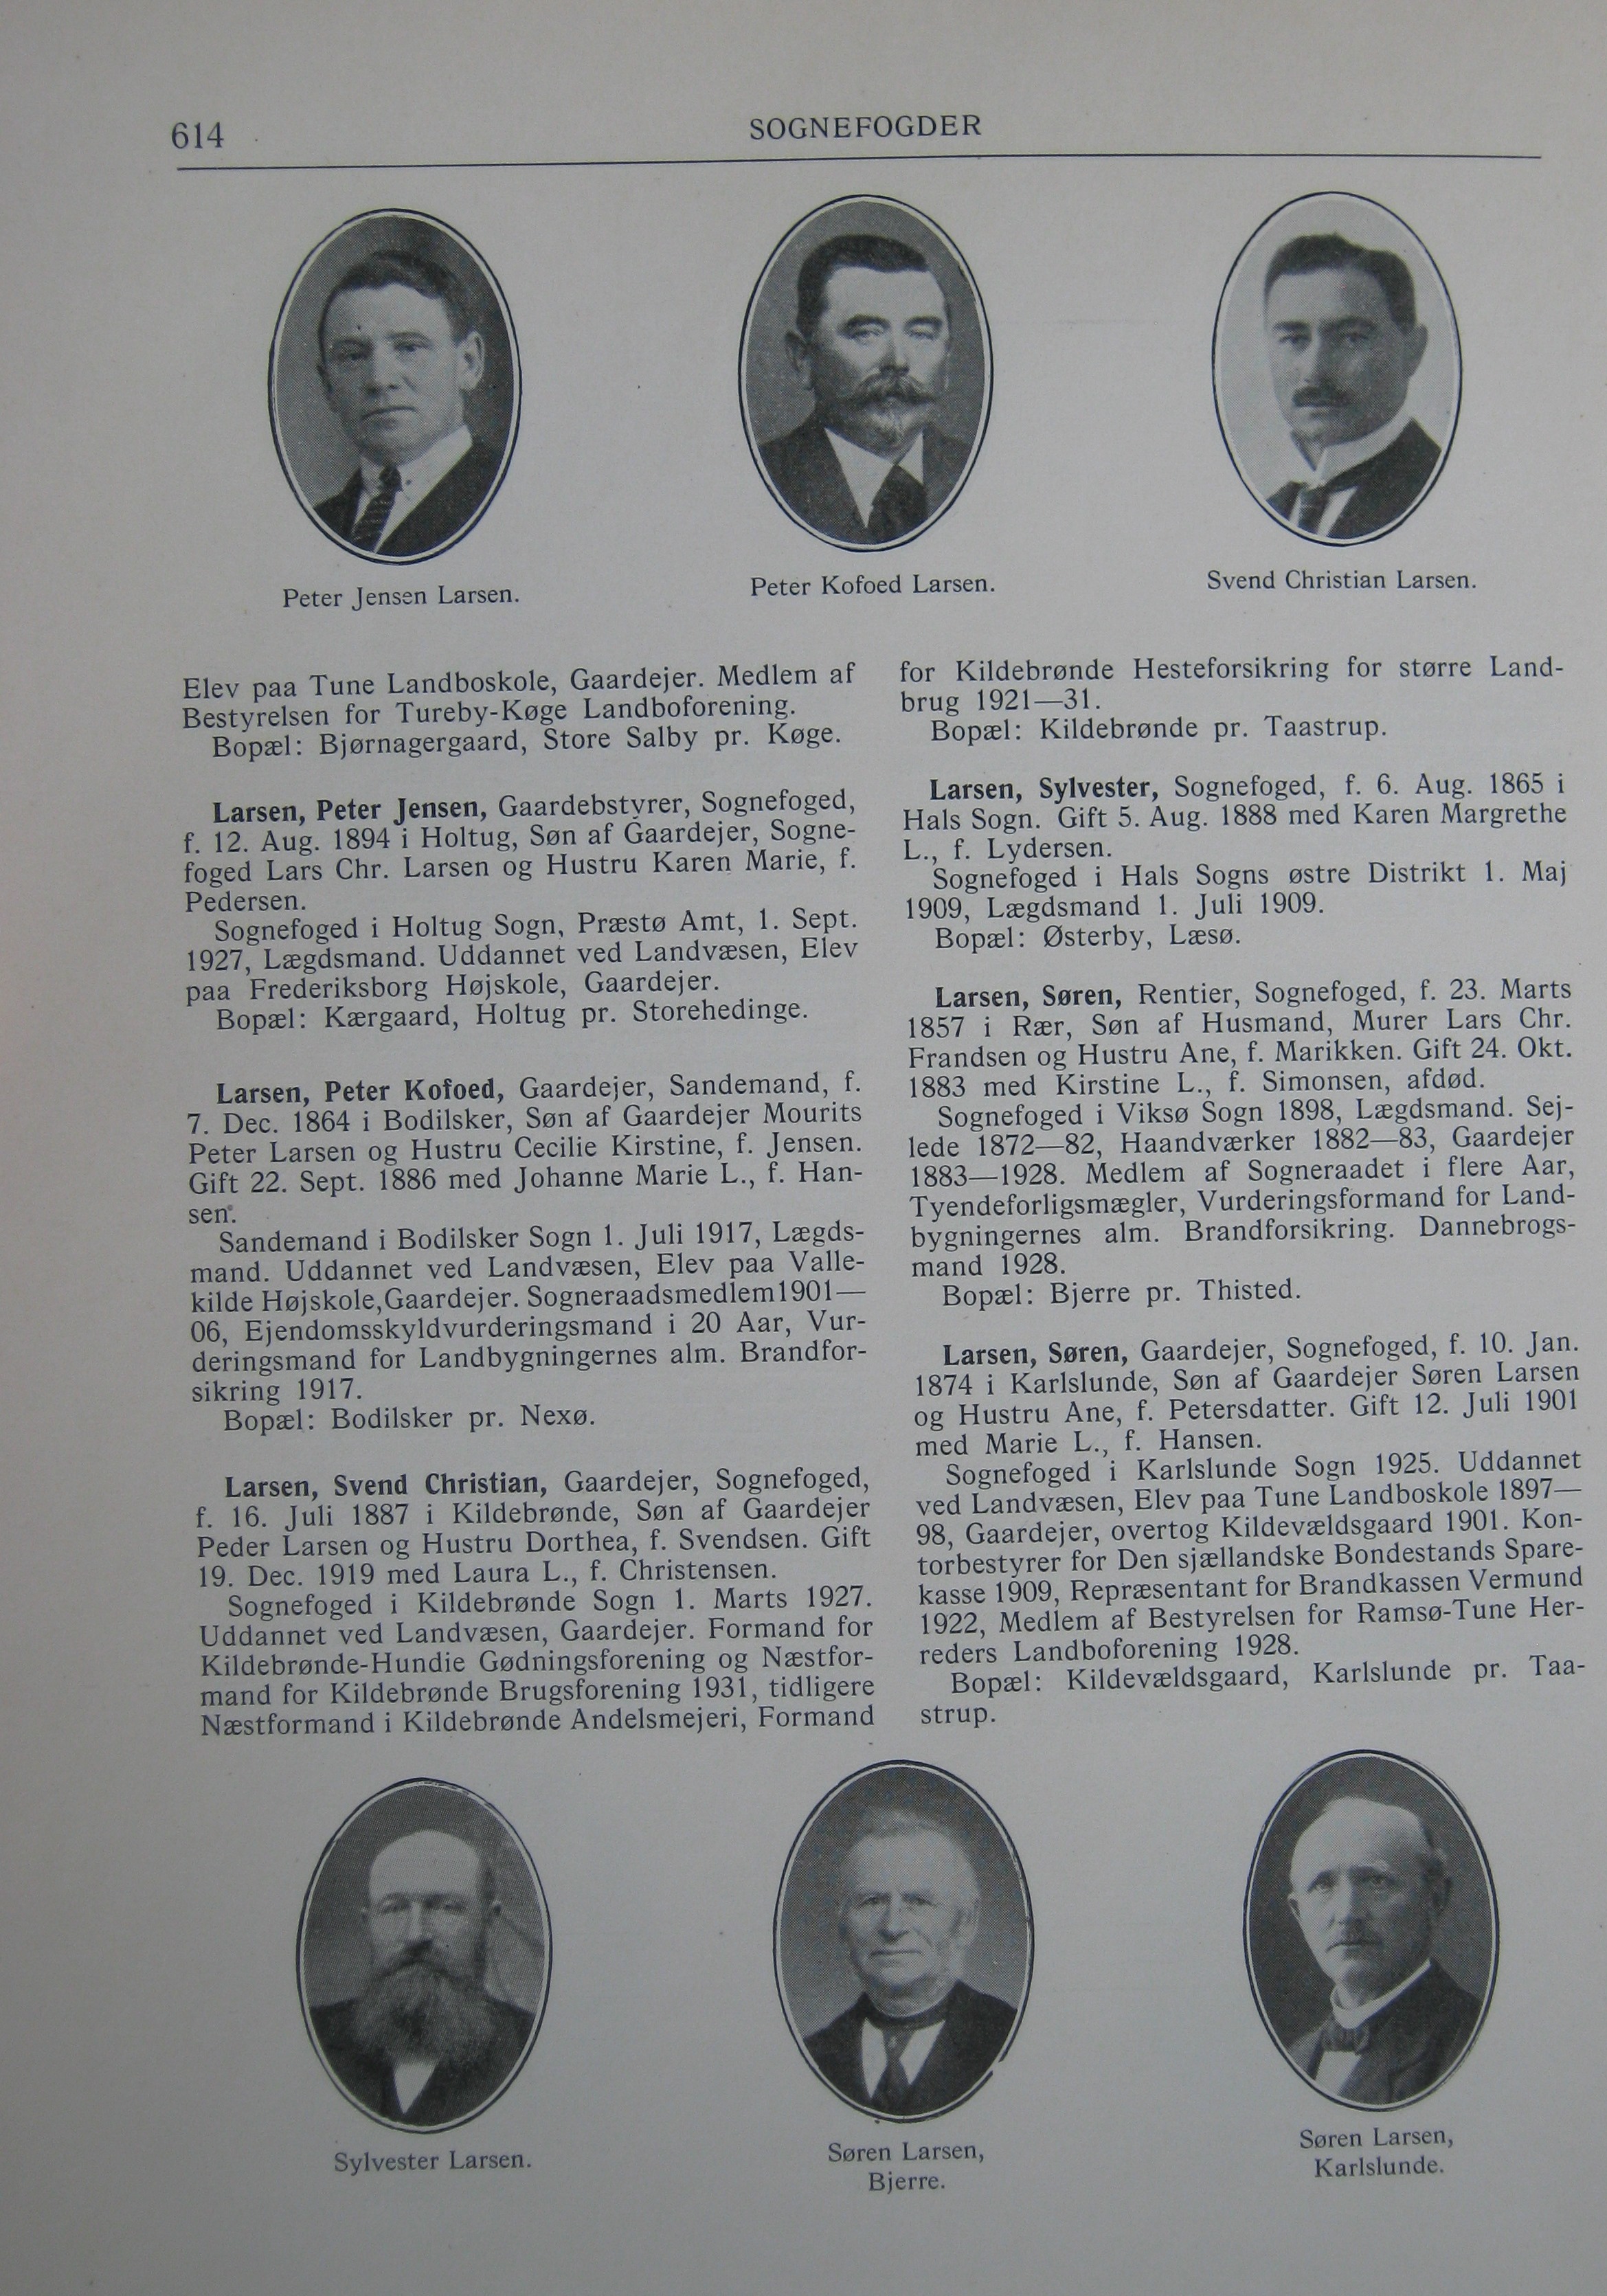 614
SOGNEFOGDER
Peter Jensen Larsen.
Peter Kofoed Larsen.
Svend Christian Larsen.
Elev paa Tune Landboskole, Gaardejer. Medlem af
Bestyrelsen for Tureby-Køge Landboforening.
Bopæl: Bjørnagergaard, Store Salby pr. Køge.
Larsen, Peter Jensen, Gaardebstyrer, Sognefoged,
f. 12. Aug. 1894 i Holtug, Søn af Gaardejer, Sogne-
foged Lars Chr. Larsen og Hustru Karen Marie, f.
Pedersen.
Sognefoged i Holtug Sogn, Præstø Amt, 1. Sept.
1927, Lægdsmand. Uddannet ved Landvæsen, Elev
paa Frederiksborg Højskole, Gaardejer.
Bopæl: Kærgaard, Holtug pr. Storehedinge.
Larsen, Peter Kofoed, Gaardejer, Sandemand, f.
7. Dec. 1864 i Bodilsker, Søn af Gaardejer Mourits
Peter Larsen og Hustru Cecilie Kirstine, f. Jensen.
Gift 22. Sept. 1886 med Johanne Marie L., f. Han-
sen.
Sandemand i Bodilsker Sogn 1. Juli 1917, Lægds-
mand. Uddannet ved Landvæsen, Elev paa Valle-
kilde Højskole, Gaardejer. Sogneraadsmedlem 1901—
06, Ejendomsskyldvurderingsmand i 20 Aar, Vur-
deringsmand for Landbygningernes alm. Brandfor-
sikring 1917.
Bopæl: Bodilsker pr. Nexø.
Larsen, Svend Christian, Gaardejer, Sognefoged,
f. 16. Juli 1887 i Kildebrønde, Søn af Gaardejer
Peder Larsen og Hustru Dorthea, f. Svendsen. Gift
19. Dec. 1919 med Laura L., f. Christensen.
Sognefoged i Kildebrønde Sogn 1. Marts 1927.
Uddannet ved Landvæsen, Gaardejer. Formand for
Kildebrønde-Hundie Gødningsforening og Næstfor-
mand for Kildebrønde Brugsforening 1931, tidligere
Næstformand i Kildebrønde Andelsmejeri, Formand
for Kildebrønde Hesteforsikring for større Land-
brug 1921—31.
Bopæl: Kildebrønde pr. Taastrup.
Larsen, Sylvester, Sognefoged, f. 6. Aug. 1865 i
Hals Sogn. Gift 5. Aug. 1888 med Karen Margrethe
L., f. Lydersen.
Sognefoged i Hals Sogns østre Distrikt 1. Maj
1909, Lægdsmand 1. Juli 1909.
Bopæl: Østerby, Læsø.
Larsen, Søren, Rentier, Sognefoged, f. 23. Marts
1857 i Rær, Søn af Husmand, Murer Lars Chr.
Frandsen og Hustru Ane, f. Marikken. Gift 24. Okt.
1883 med Kirstine L., f. Simonsen, afdød.
Sognefoged i Viksø Sogn 1898, Lægdsmand. Sej-
lede 1872—82, Haandværker 1882—83, Gaardejer
1883—1928. Medlem af Sogneraadet i flere Aar,
Tyendeforligsmægler, Vurderingsformand for Land-
bygningernes alm. Brandforsikring. Dannebrogs-
mand 1928.
Bopæl: Bjerre pr. Thisted.
Larsen, Søren, Gaardejer, Sognefoged, f. 10. Jan.
1874 i Karlslunde, Søn af Gaardejer Søren Larsen
og Hustru Ane, f. Petersdatter. Gift 12. Juli 1901
med Marie L., f. Hansen.
Sognefoged i Karlslunde Sogn 1925. Uddannet
ved Landvæsen, Elev paa Tune Landboskole 1897—
98, Gaardejer, overtog Kildevældsgaard 1901. Kon-
torbestyrer for Den sjællandske Bondestands Spare-
kasse 1909, Repræsentant for Brandkassen Vermund
1922, Medlem af Bestyrelsen for Ramsø-Tune Her-
reders Landboforening 1928.
Bopæl: Kildevældsgaard, Karlslunde pr. Taa-
strup.
Sylvester Larsen.
Søren Larsen,
Bjerre.
Søren Larsen,
Karlslunde.